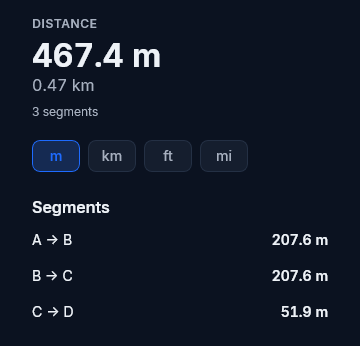 DISTANCE
467.4 m
0.47 km
3 segments
m km ft mi
Segments
A → B 207.6 m
B → C 207.6 m
C → D 51.9 m